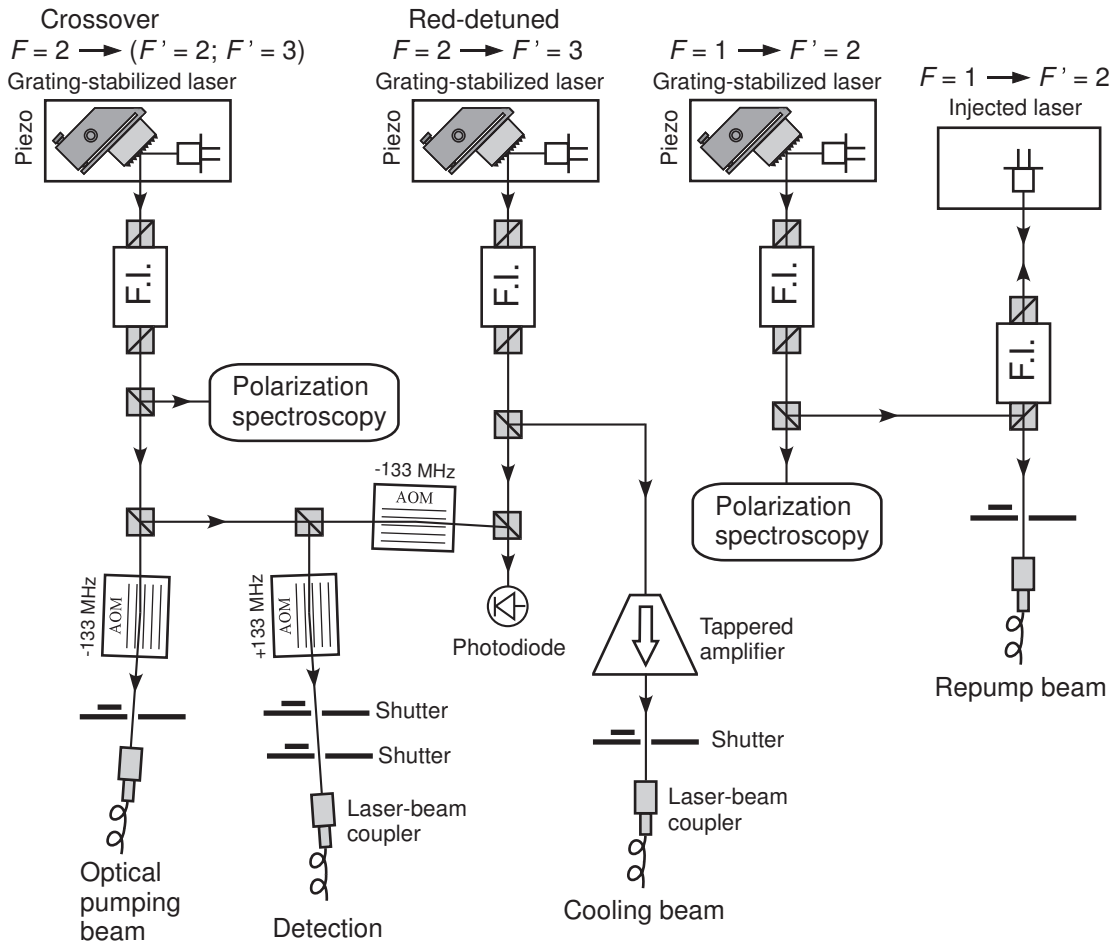 Crossover
F = 2 → (F' = 2; F' = 3)
Grating-stabilized laser
Piezo
Red-detuned
F = 2 → F' = 3
Grating-stabilized laser
Piezo
F = 1 → F' = 2
Grating-stabilized laser
Piezo
F = 1 → F' = 2
Injected laser
F.I.
F.I.
F.I.
F.I.
Polarization
spectroscopy
-133 MHz
AOM
Polarization
spectroscopy
-133 MHz
AOM
+133 MHz
AOM
Photodiode
Tappered
amplifier
Repump beam
Shutter
Shutter
Shutter
Laser-beam
coupler
Laser-beam
coupler
Optical
pumping
beam
Detection
Cooling beam